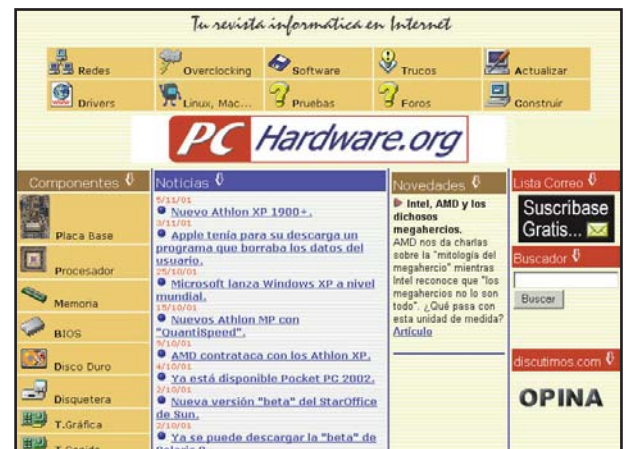 Tu revista informática en Internet
Redes
Overclocking
Software
Trucos
Actualizar
Drivers
Linux, Mac...
Pruebas
Foros
Construir
PC Hardware.org
Componentes
Placa Base
Procesador
Memoria
BIOS
Disco Duro
Disquetera
T.Gráfica
T.Sonido
Noticias
5/11/01
Nuevo Athlon XP 1900+.
3/11/01
Apple tenía para su descarga un
programa que borraba los datos del
usuario.
25/10/01
Microsoft lanza Windows XP a nivel
mundial.
15/10/01
Nuevos Athlon MP con
"QuantiSpeed".
9/10/01
AMD contrataca con los Athlon XP.
4/10/01
Ya está disponible Pocket PC 2002.
2/10/01
Nueva versión "beta" del StarOffice
de Sun.
2/10/01
Ya se puede descargar la "beta" de
Novedades
Intel, AMD y los
dichosos
megahercios.
AMD nos da charlas
sobre la "mitología del
megahercio" mientras
Intel reconoce que "los
megahercios no lo son
todo". ¿Qué pasa con
esta unidad de medida?
Artículo
Lista Correo
Suscribase
Gratis...
Buscador
Buscar
discutimos.com
OPINA